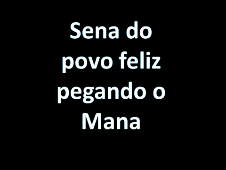 Sena do
povo feliz
pegando o
Mana